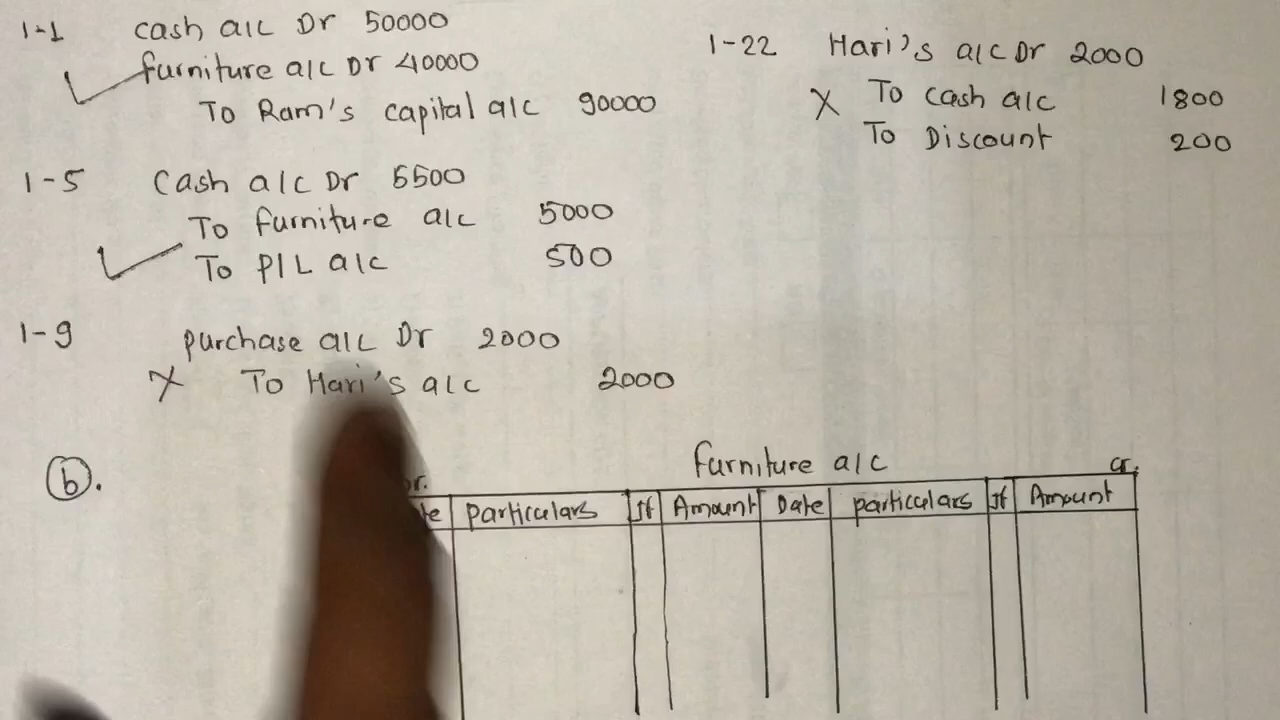 1-1 cash a/c Dr 50000
furniture a/c Dr 40000
To Ram's capital a/c 90000
1-5 Cash a/c Dr 5500
To furniture a/c 5000
To P/L a/c 500
1-9 purchase a/c Dr 2000
X To Hari's a/c 2000
1-22 Hari's a/c Dr 2000
X To cash a/c 1800
To Discount 200
b.
furniture a/c
Dr. cr.
particulars Jf Amount Date particulars Jf Amount